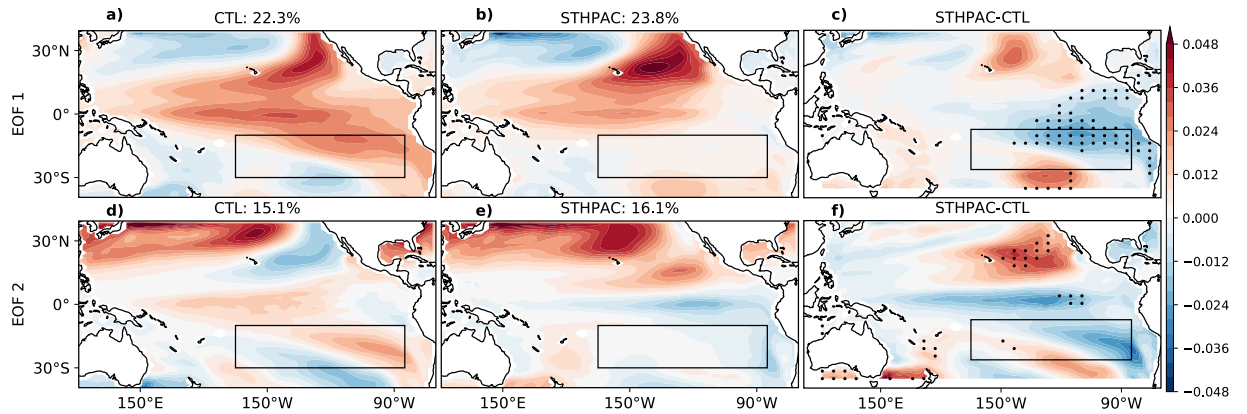 a) CTL: 22.3% b) STHPAC: 23.8% c) STHPAC-CTL
EOF 1
30°N
0°
30°S
d) CTL: 15.1% e) STHPAC: 16.1% f) STHPAC-CTL
EOF 2
30°N
0°
30°S
150°E 150°W 90°W 150°E 150°W 90°W 150°E 150°W 90°W
0.048
0.036
0.024
0.012
0.000
−0.012
−0.024
−0.036
−0.048